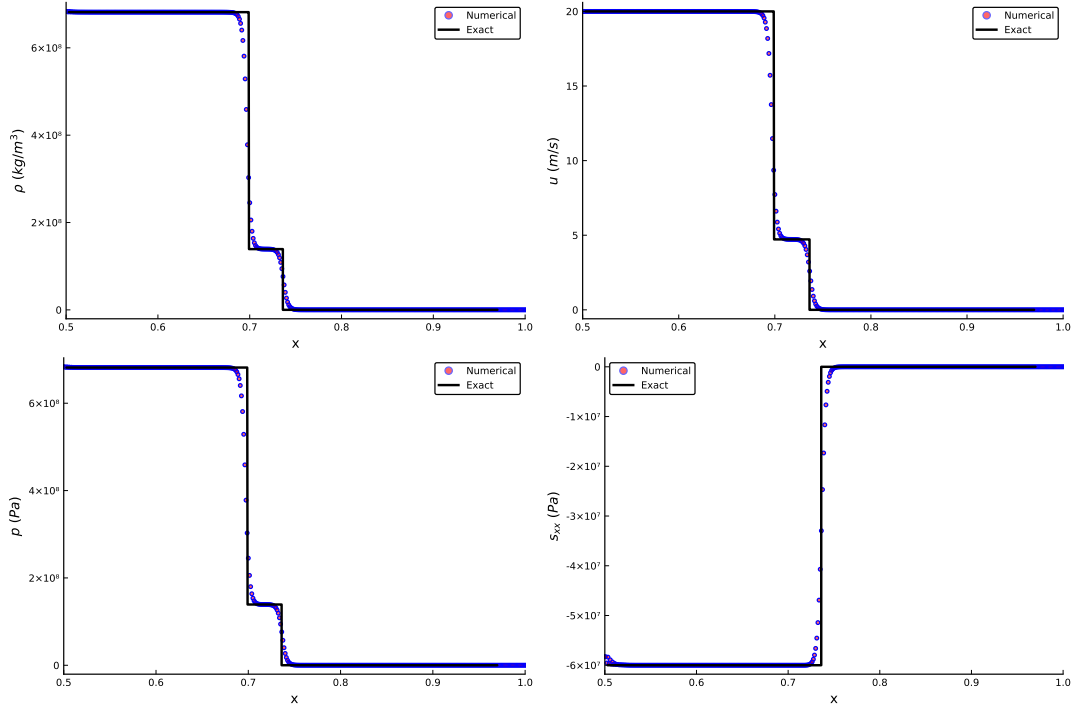 ρ (kg/m³)
6×10⁸
4×10⁸
2×10⁸
0
0.5 0.6 0.7 0.8 0.9 1.0
x
Numerical
Exact
u (m/s)
20
15
10
5
0
0.5 0.6 0.7 0.8 0.9 1.0
x
Numerical
Exact
p (Pa)
6×10⁸
4×10⁸
2×10⁸
0
0.5 0.6 0.7 0.8 0.9 1.0
x
Numerical
Exact
sₓₓ (Pa)
0
-1×10⁷
-2×10⁷
-3×10⁷
-4×10⁷
-5×10⁷
-6×10⁷
0.5 0.6 0.7 0.8 0.9 1.0
x
Numerical
Exact